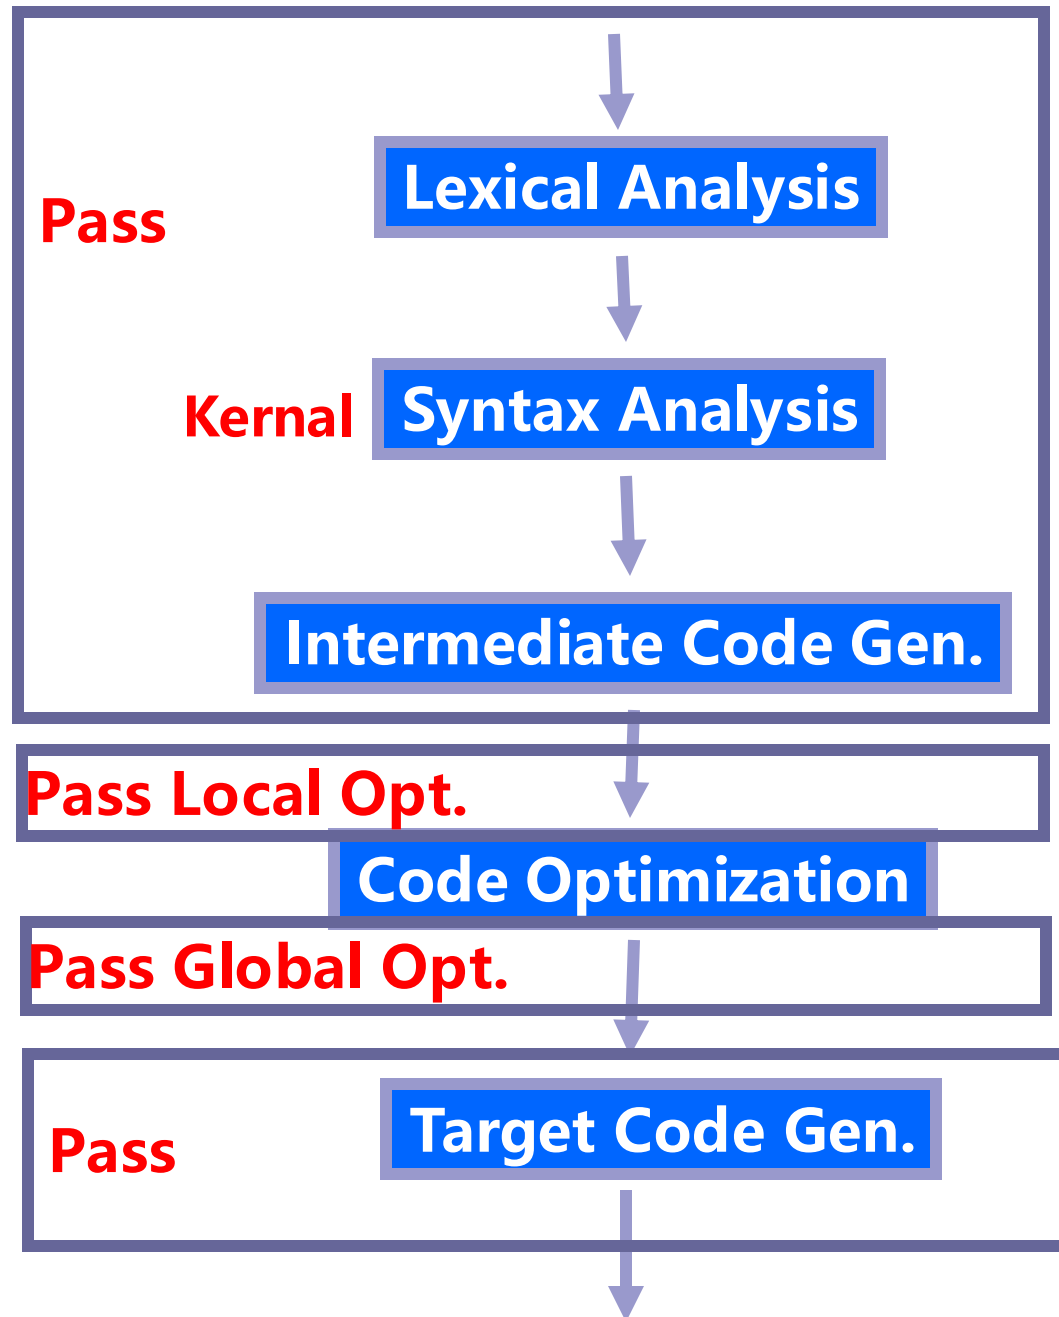 Lexical Analysis
Pass
Kernal
Syntax Analysis
Intermediate Code Gen.
Pass Local Opt.
Code Optimization
Pass Global Opt.
Target Code Gen.
Pass